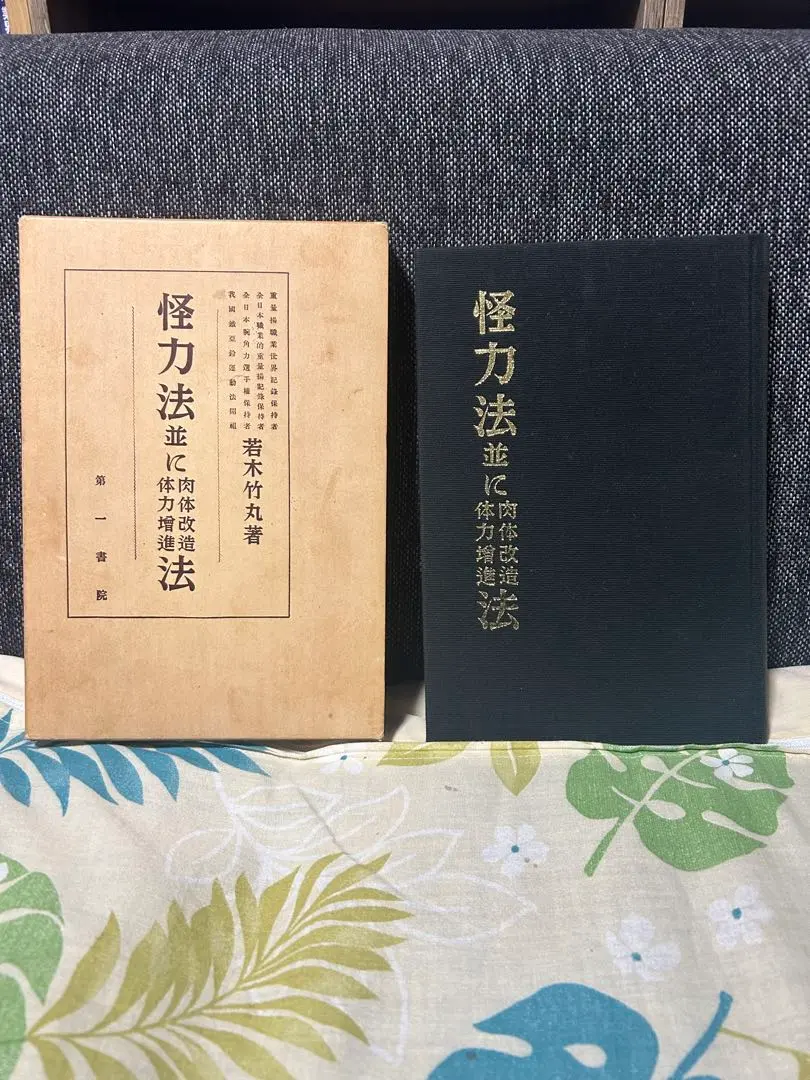 重量揚職業世界記録保持者
全日本職業的重量揚記録保持者
全日本腕角力選手権保持者
我國鐵亞鈴運動法開祖
若木竹丸著
怪力法並に肉体改造体力増進法
第一書院
怪力法並に肉体改造体力増進法